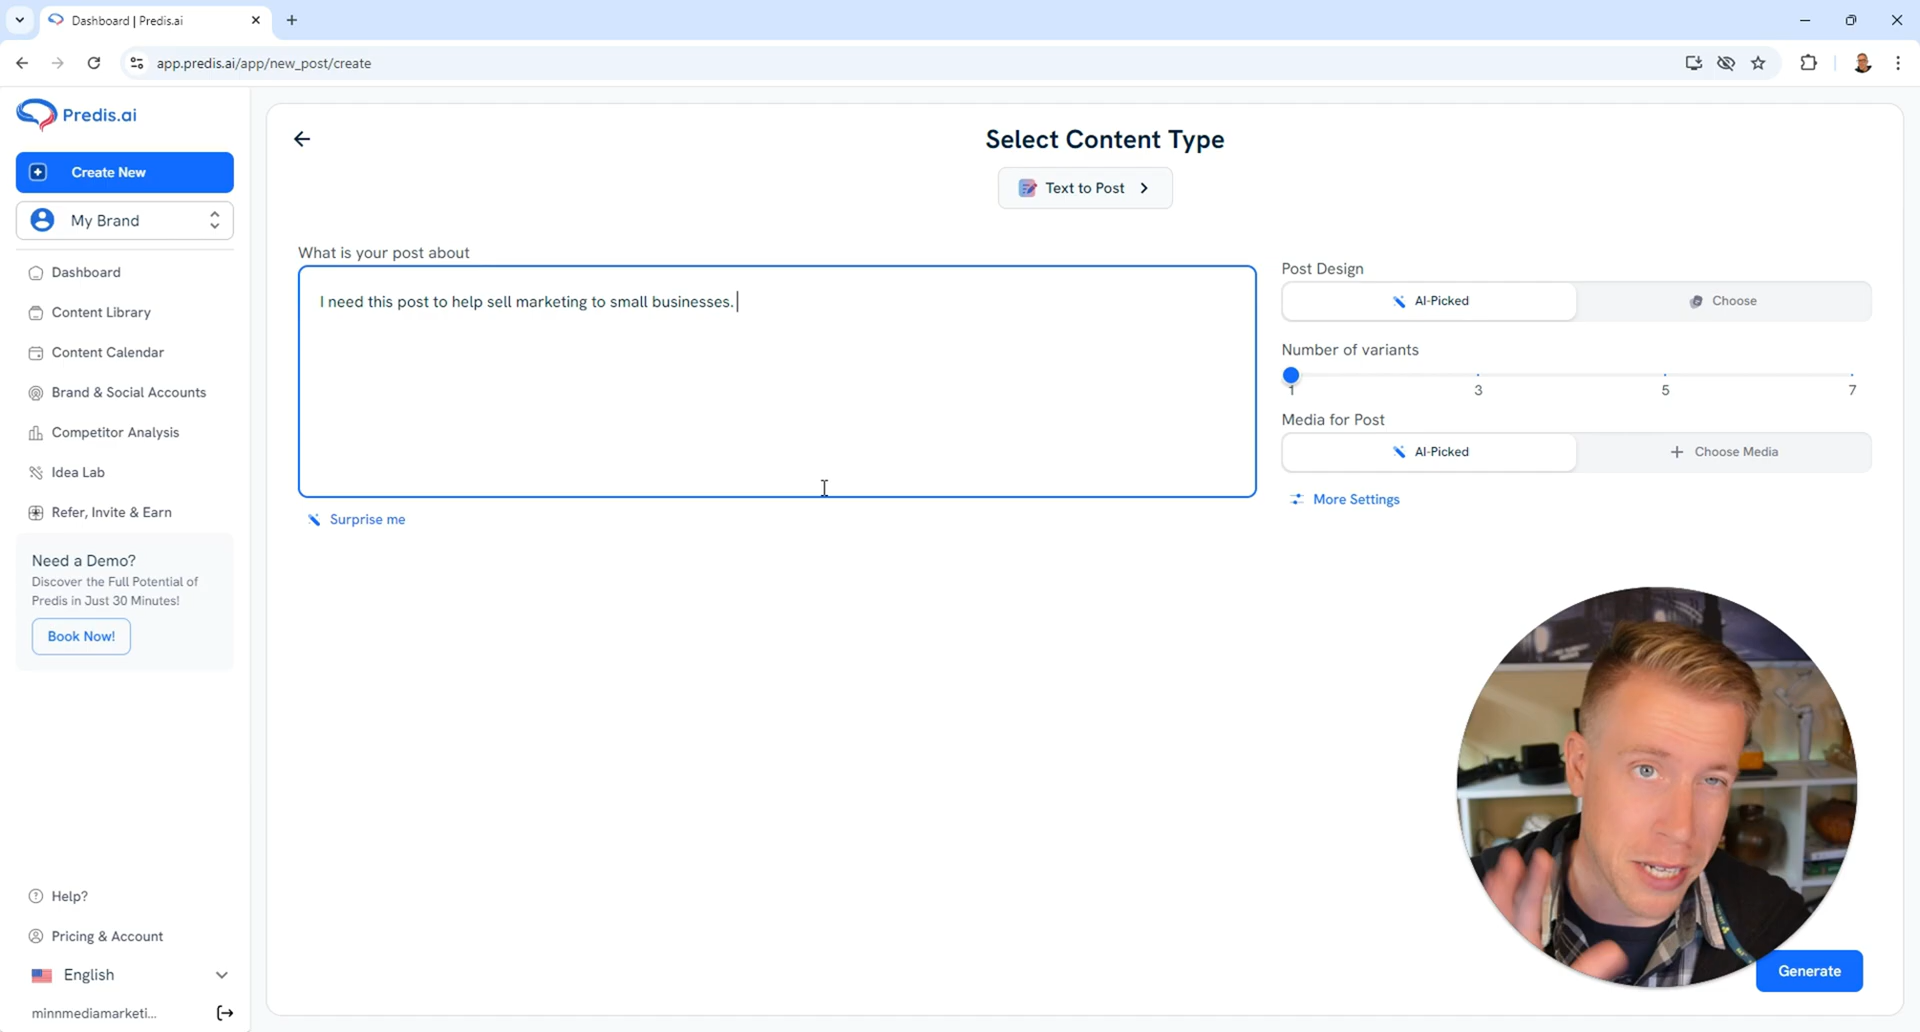 Dashboard | Predis.ai
app.predis.ai/app/new_post/create
Predis.ai
Create New
My Brand
Dashboard
Content Library
Content Calendar
Brand & Social Accounts
Competitor Analysis
Idea Lab
Refer, Invite & Earn
Need a Demo?
Discover the Full Potential of
Predis in Just 30 Minutes!
Book Now!
Help?
Pricing & Account
English
minnmediamarketi...
Select Content Type
Text to Post
What is your post about
I need this post to help sell marketing to small businesses.
Surprise me
Post Design
AI-Picked
Choose
Number of variants
1 3 5 7
Media for Post
AI-Picked
Choose Media
More Settings
Generate